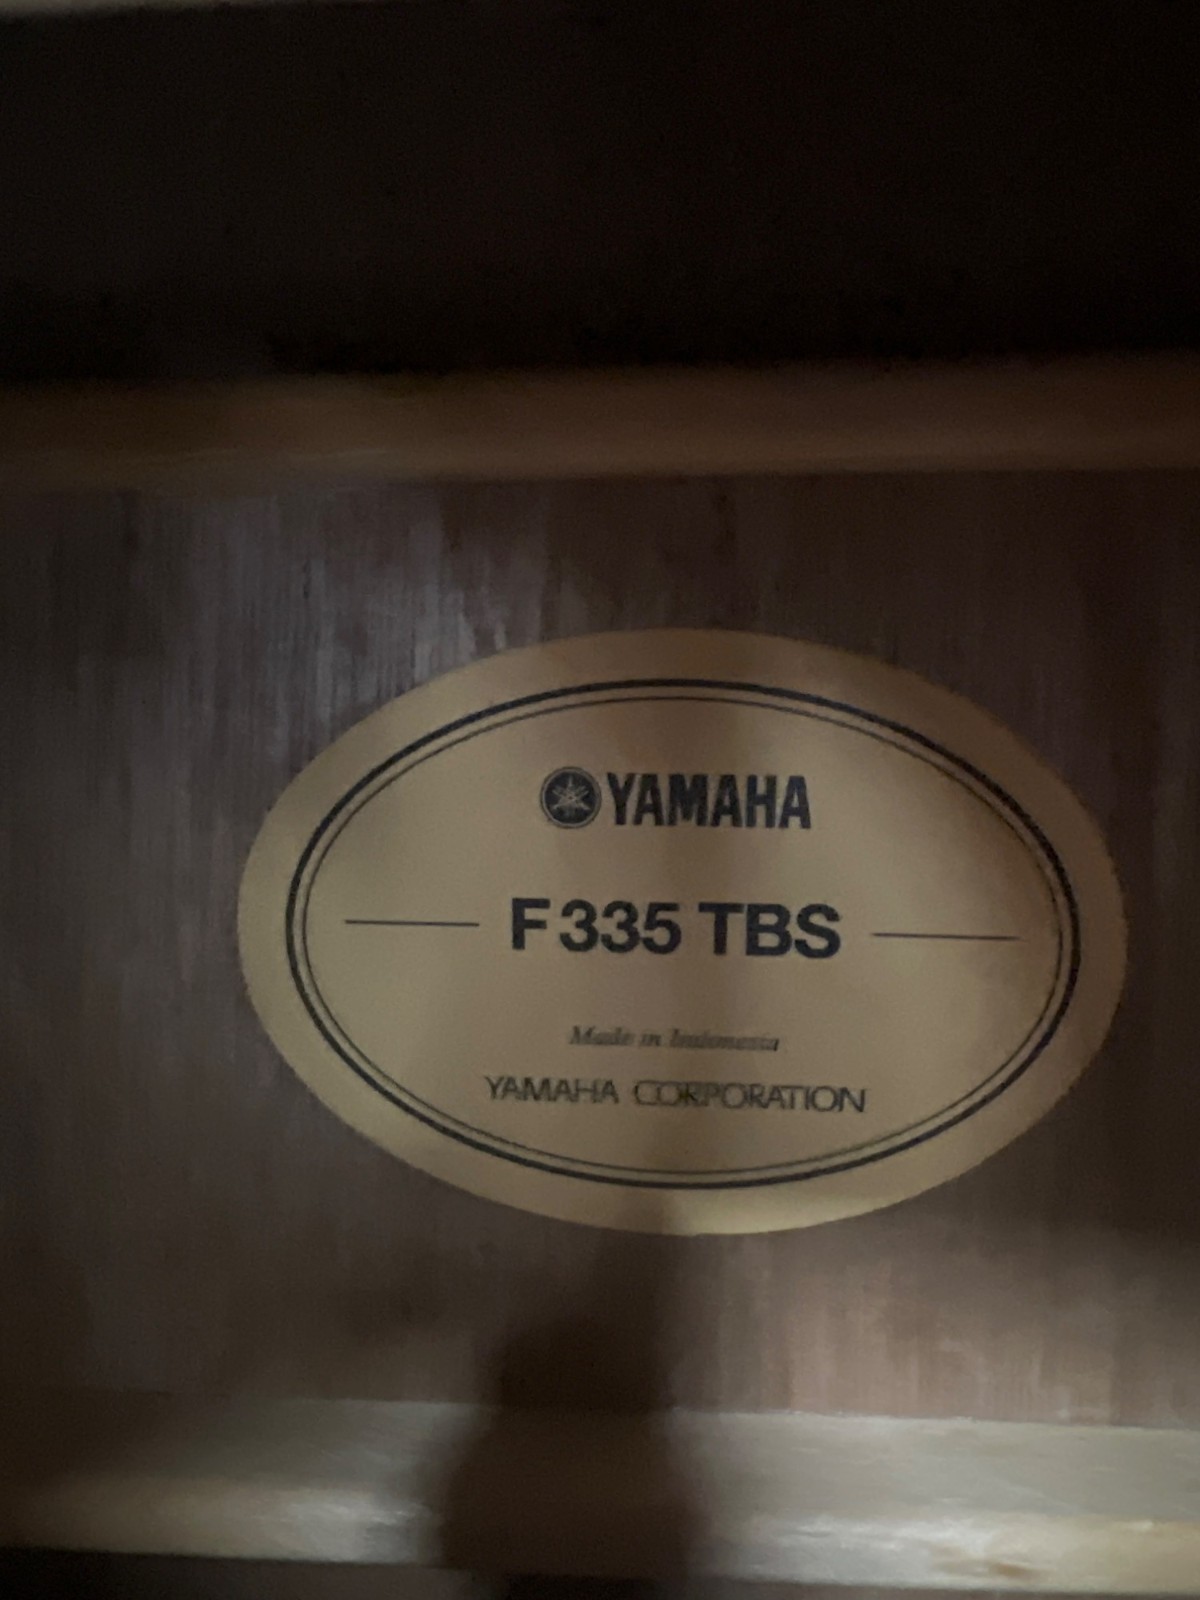 YAMAHA
F335 TBS
Made in Indonesia
YAMAHA CORPORATION